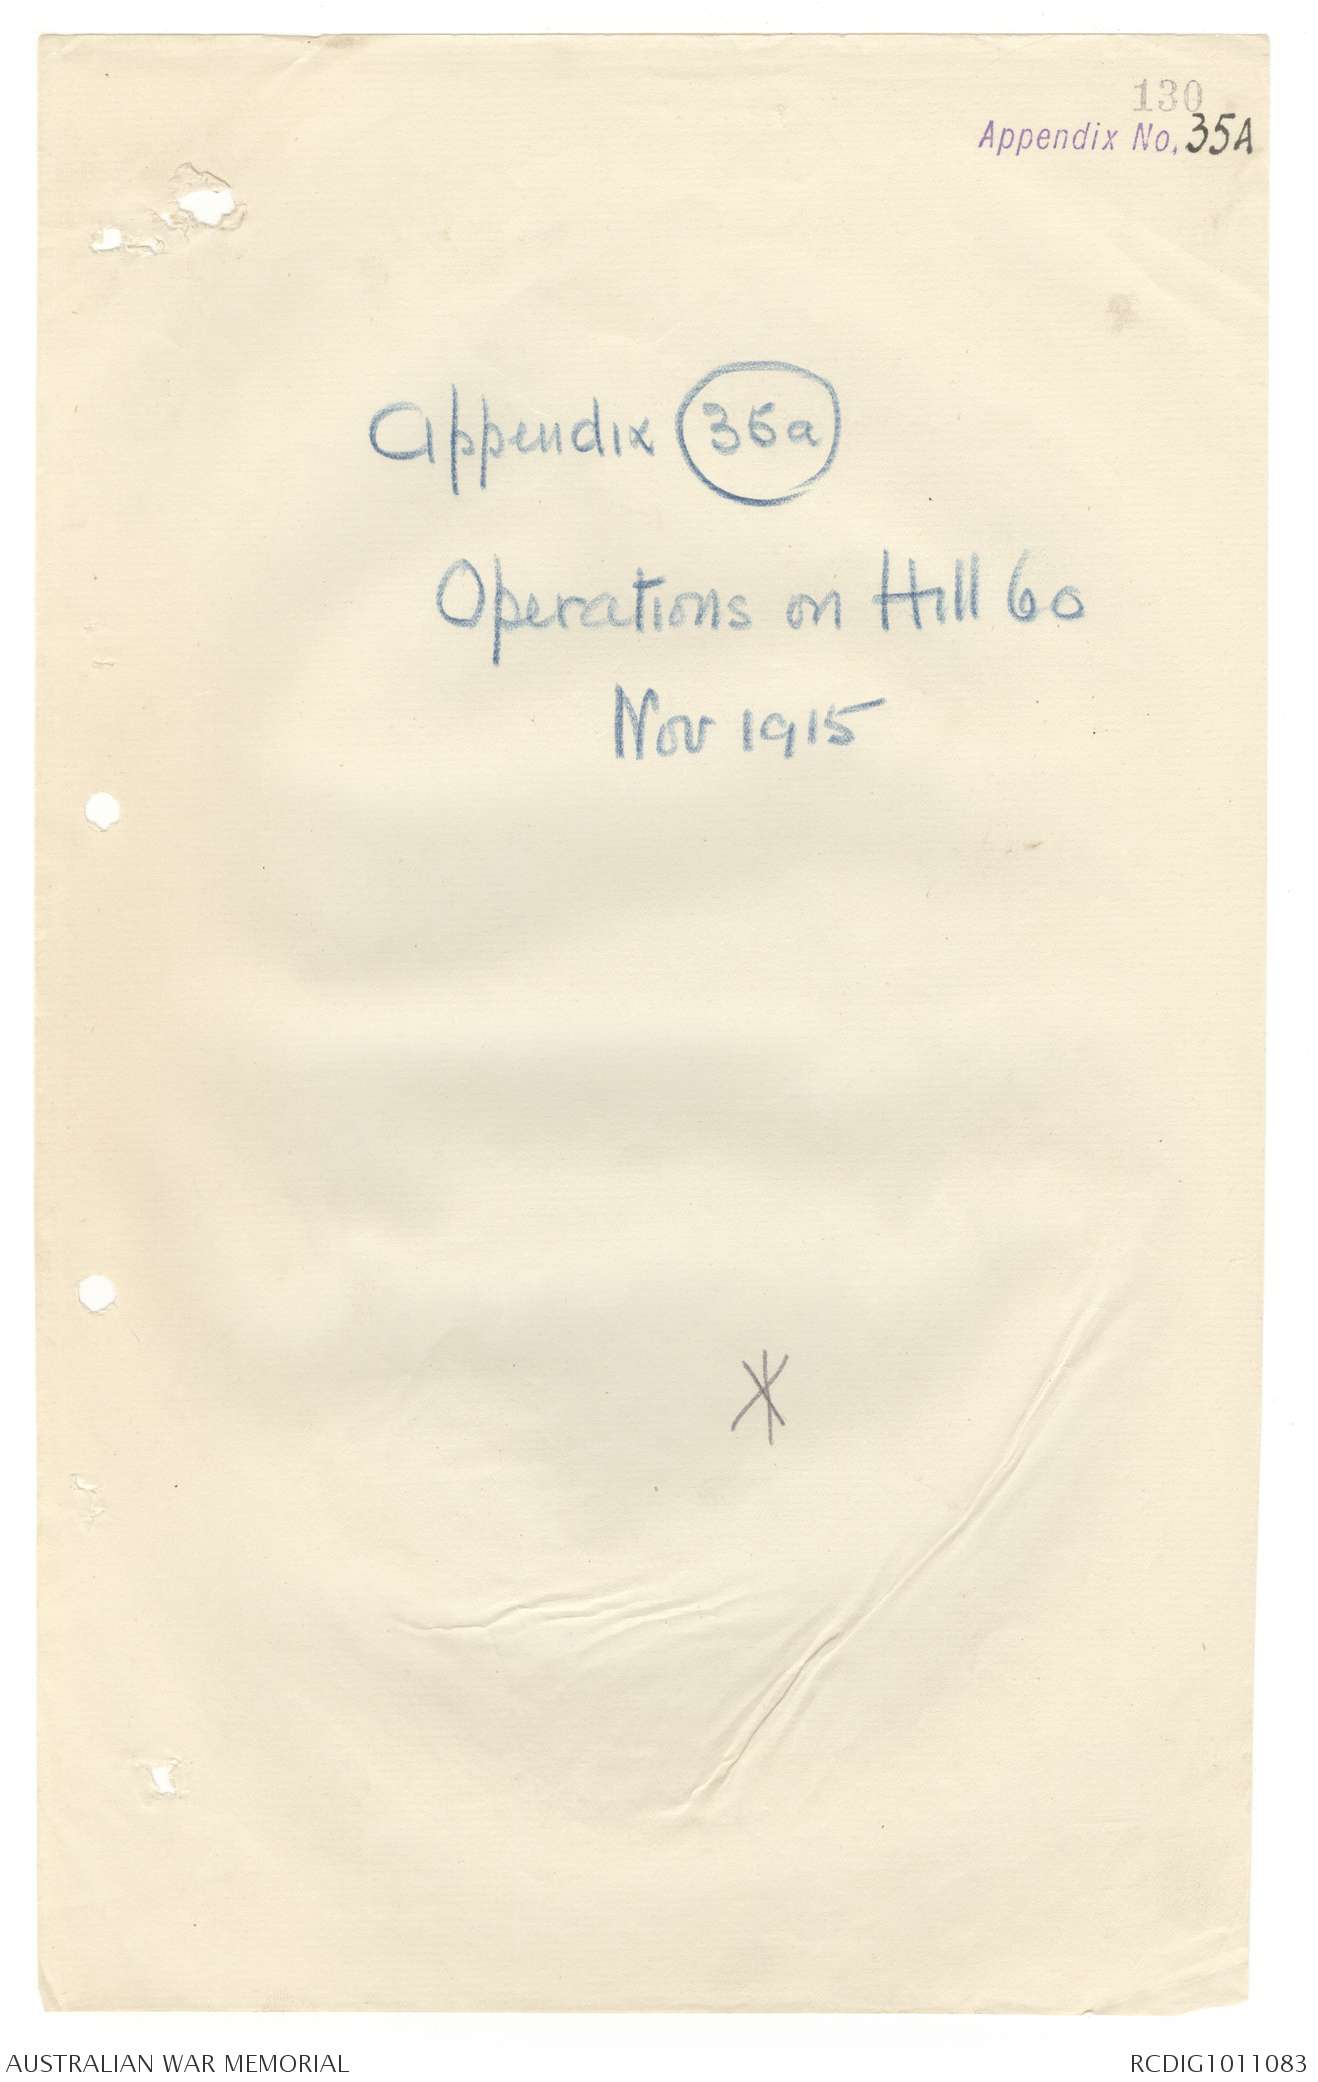 130
Appendix No. 35A
Appendix 35a
Operations on Hill 60
Nov 1915
AUSTRALIAN WAR MEMORIAL
RCDIG1011083